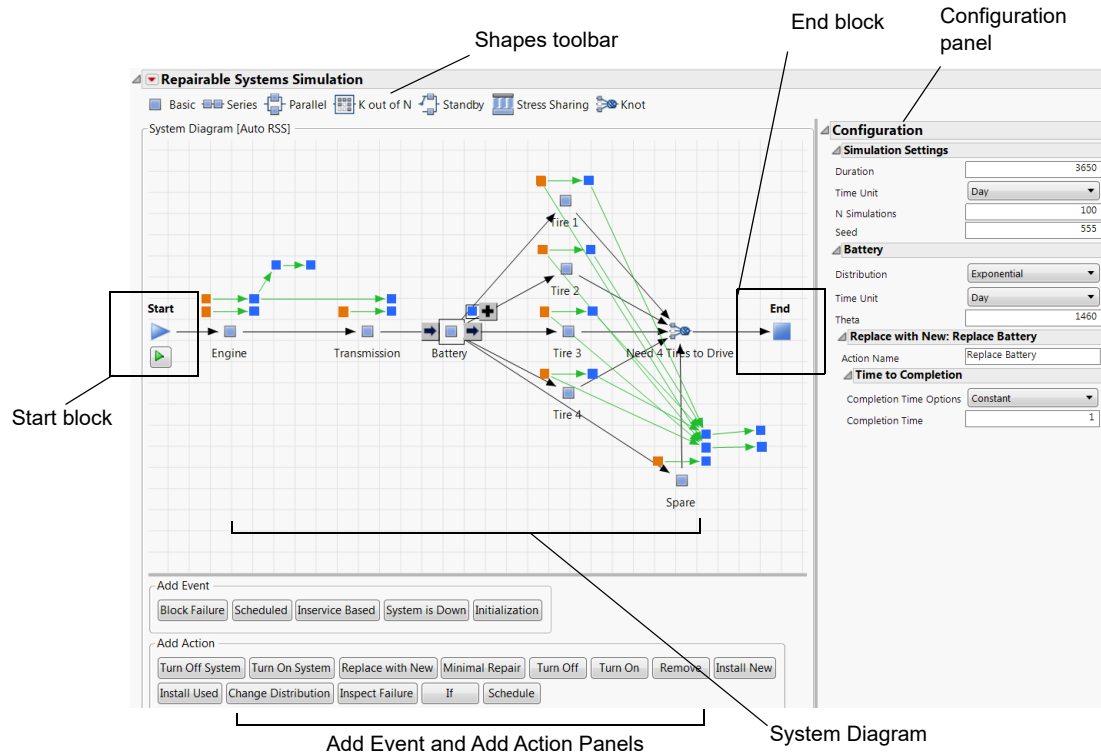 End block
Configuration
panel
Shapes toolbar
Repairable Systems Simulation
Basic Series Parallel K out of N Standby Stress Sharing Knot
System Diagram [Auto RSS]
Configuration
Simulation Settings
Duration 3650
Time Unit Day
N Simulations 100
Seed 555
Battery
Distribution Exponential
Time Unit Day
Theta 1460
Replace with New: Replace Battery
Action Name Replace Battery
Time to Completion
Completion Time Options Constant
Completion Time 1
Tire 1
Tire 2
Start
End
Engine
Transmission
Battery
Tire 3
Need 4 Tires to Drive
Tire 4
Start block
Spare
Add Event
Block Failure Scheduled Inservice Based System is Down Initialization
Add Action
Turn Off System Turn On System Replace with New Minimal Repair Turn Off Turn On Remove Install New
Install Used Change Distribution Inspect Failure If Schedule
System Diagram
Add Event and Add Action Panels